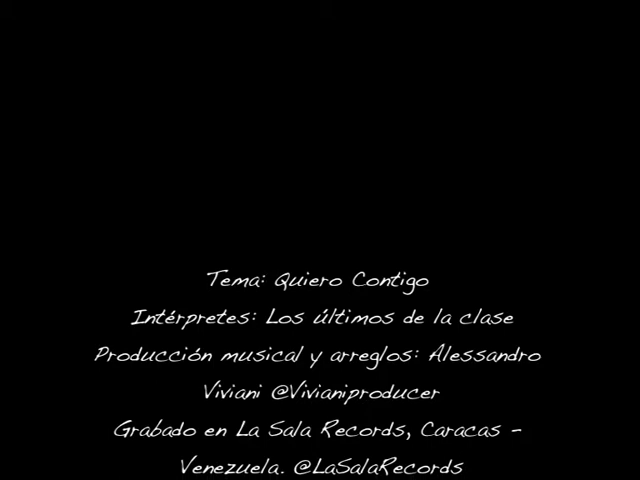 Tema: Quiero Contigo
Intérpretes: Los últimos de la clase
Producción musical y arreglos: Alessandro
Viviani @Vivianiproducer
Grabado en La Sala Records, Caracas -
Venezuela. @LaSalaRecords